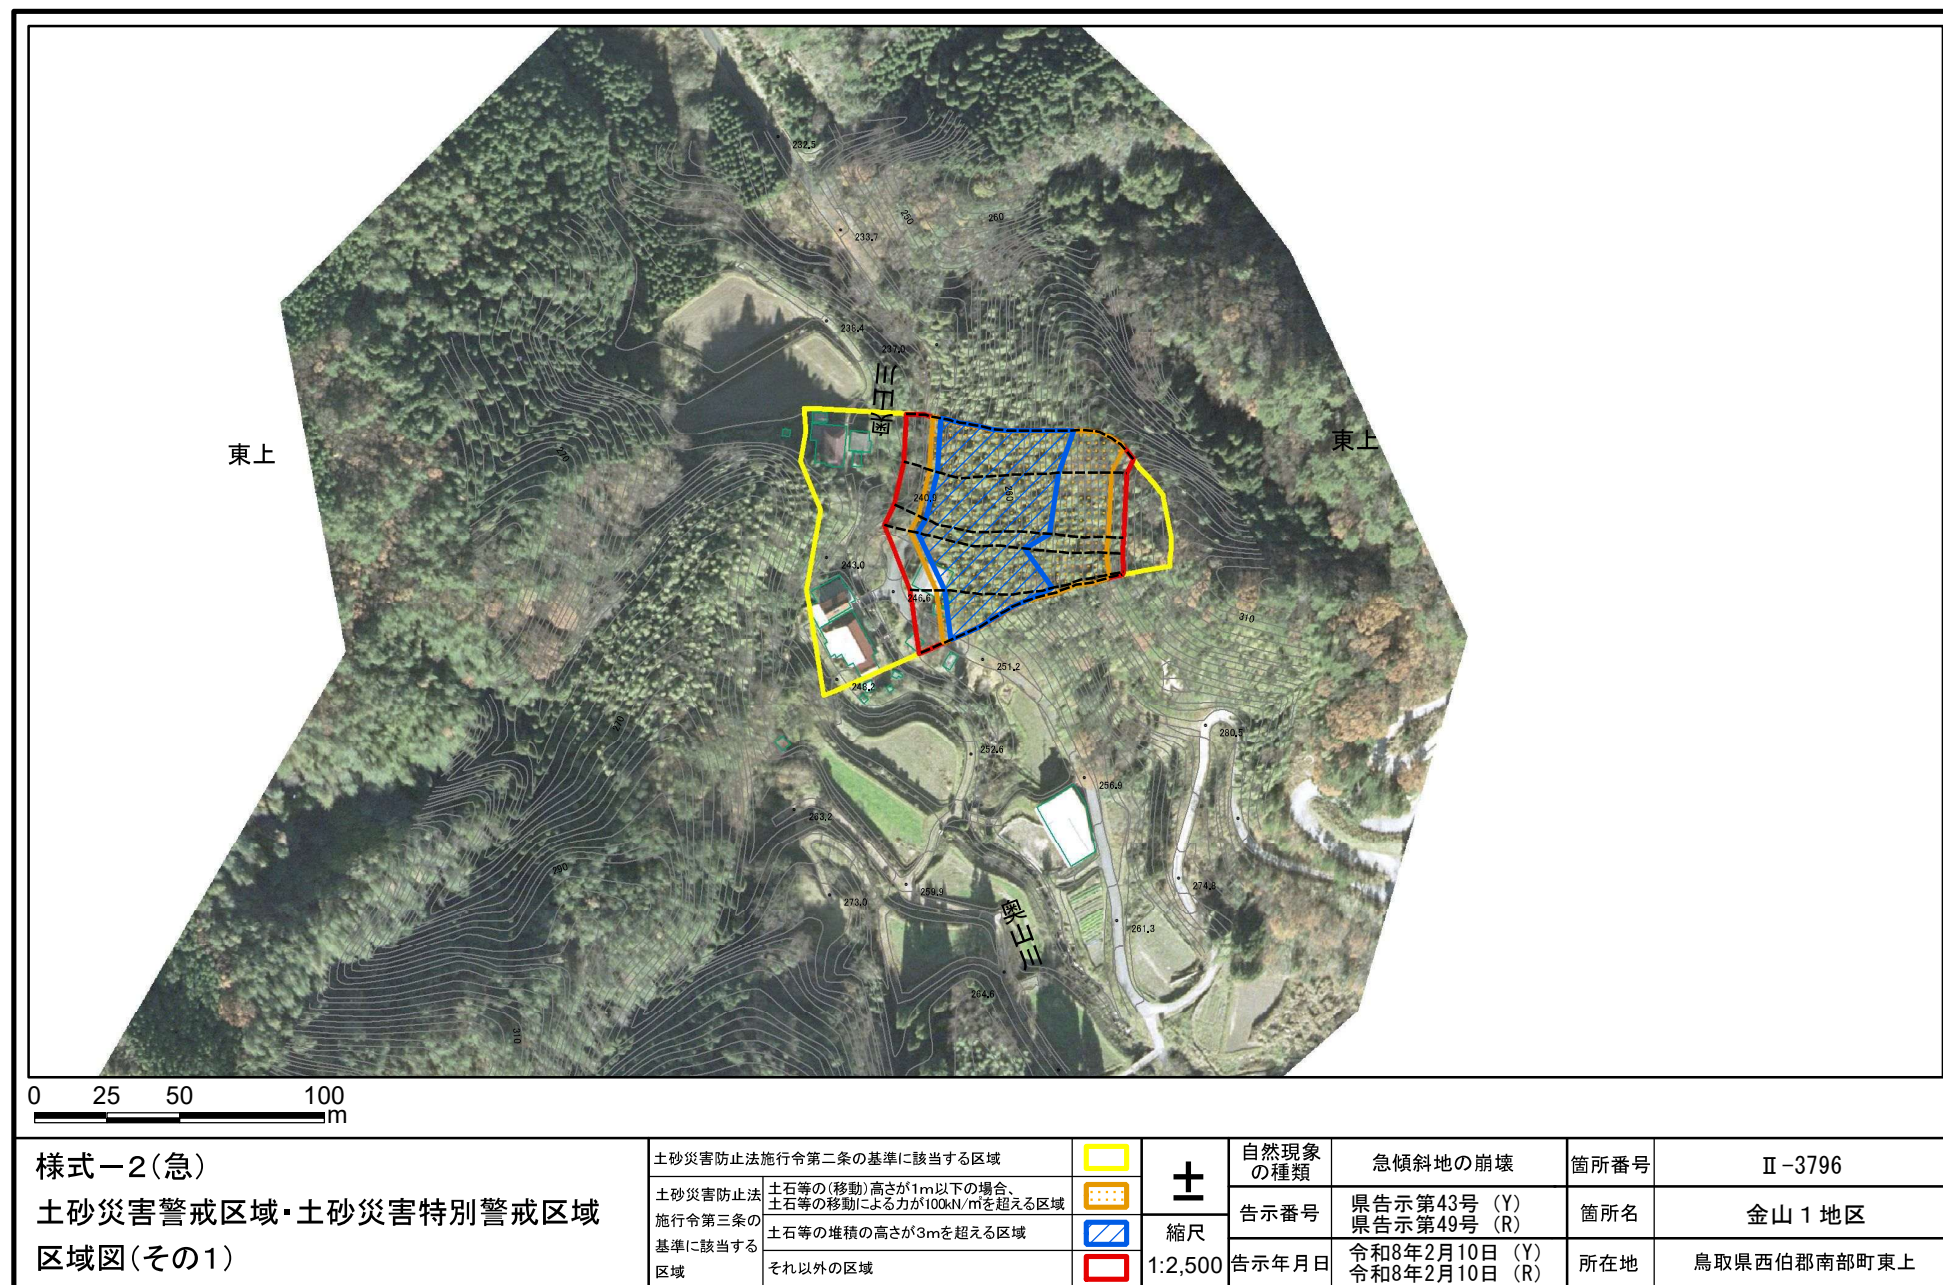 232.5
250
260
233.7
236.4
237.0
奥山川
東上
東上
270
240.9
280
243.0
246.6
310
251.2
248.2
270
280.5
252.6
256.9
263.2
290
274.8
259.9
273.0
奥山川
261.3
264.6
310
0 25 50 100
m
様式-2(急)
土砂災害警戒区域・土砂災害特別警戒区域
区域図(その1)
土砂災害防止法施行令第二条の基準に該当する区域
土砂災害防止法
施行令第三条の
基準に該当する
区域
土石等の(移動)高さが1m以下の場合、
土石等の移動による力が100kN/㎡を超える区域
土石等の堆積の高さが3mを超える区域
それ以外の区域
縮尺
1:2,500
自然現象
の種類
急傾斜地の崩壊
箇所番号
Ⅱ-3796
告示番号
県告示第43号 (Y)
県告示第49号 (R)
箇所名
金山1地区
告示年月日
令和8年2月10日 (Y)
令和8年2月10日 (R)
所在地
鳥取県西伯郡南部町東上